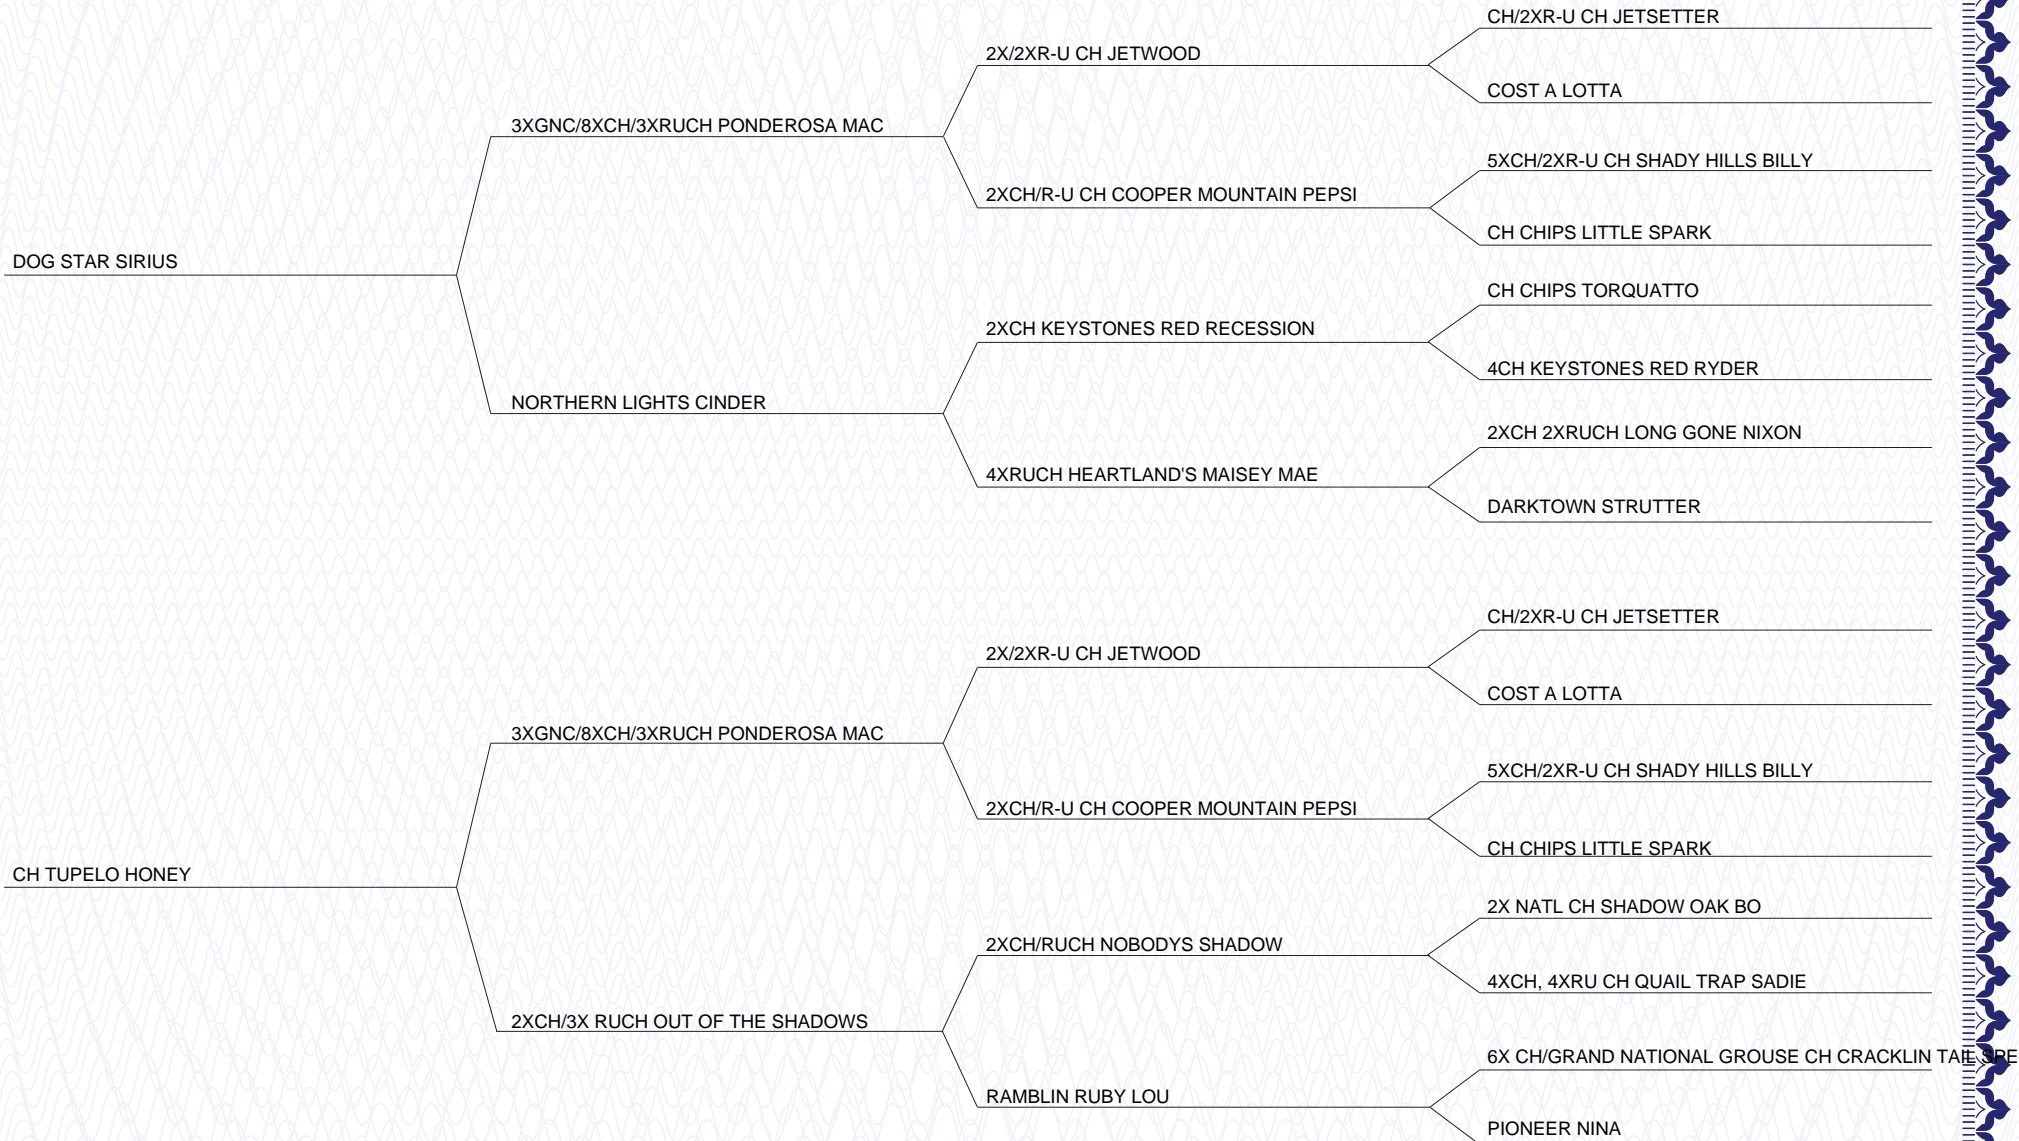 CH/2XR-U CH JETSETTER
2X/2XR-U CH JETWOOD
COST A LOTTA
3XGNC/8XCH/3XRUCH PONDEROSA MAC
5XCH/2XR-U CH SHADY HILLS BILLY
2XCH/R-U CH COOPER MOUNTAIN PEPSI
CH CHIPS LITTLE SPARK
DOG STAR SIRIUS
CH CHIPS TORQUATTO
2XCH KEYSTONES RED RECESSION
4CH KEYSTONES RED RYDER
NORTHERN LIGHTS CINDER
2XCH 2XRUCH LONG GONE NIXON
4XRUCH HEARTLAND'S MAISEY MAE
DARKTOWN STRUTTER
CH/2XR-U CH JETSETTER
2X/2XR-U CH JETWOOD
COST A LOTTA
3XGNC/8XCH/3XRUCH PONDEROSA MAC
5XCH/2XR-U CH SHADY HILLS BILLY
2XCH/R-U CH COOPER MOUNTAIN PEPSI
CH CHIPS LITTLE SPARK
CH TUPELO HONEY
2X NATL CH SHADOW OAK BO
2XCH/RUCH NOBODYS SHADOW
4XCH, 4XRU CH QUAIL TRAP SADIE
2XCH/3X RUCH OUT OF THE SHADOWS
6X CH/GRAND NATIONAL GROUSE CH CRACKLIN TAIL SPE
RAMBLIN RUBY LOU
PIONEER NINA